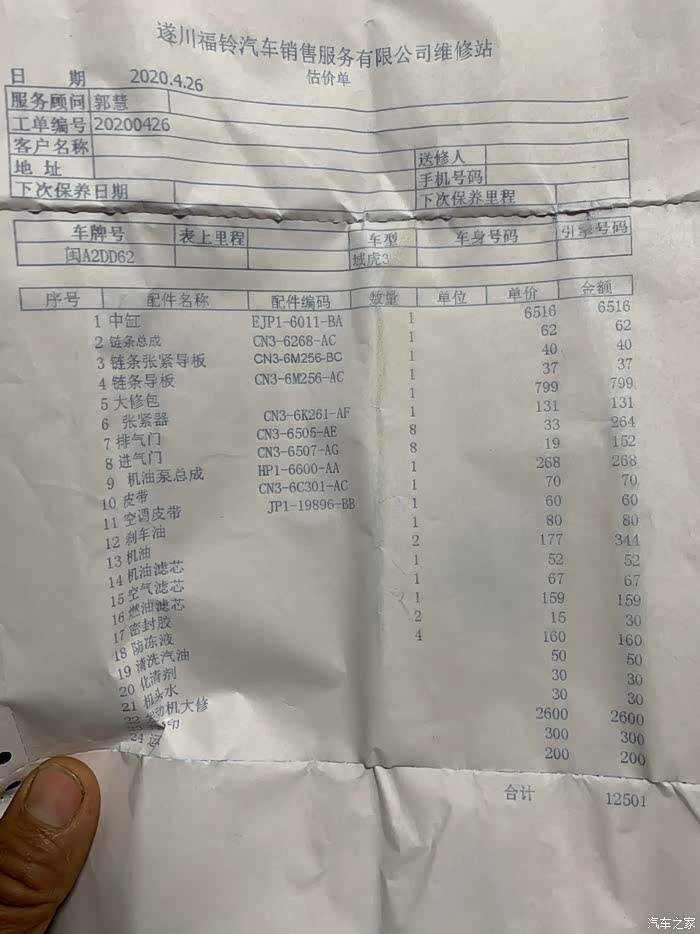 遂川福铃汽车销售服务有限公司维修站
估价单
日 期 2020.4.26
服务顾问 郭慧
工单编号 20200426
客户名称 送修人
地 址 手机号码
下次保养日期 下次保养里程
车牌号 表上里程 车型 车身号码 引擎号码
闽A2DD62 域虎3
序号 配件名称 配件编码 数量 单位 单价 金额
1 中缸 EJP1-6011-BA 1 6516 6516
2 链条总成 CN3-6268-AC 1 62 62
3 链条张紧导板 CN3-6M256-BC 1 40 40
4 链条导板 CN3-6M256-AC 1 37 37
5 大修包 1 799 799
6 张紧器 CN3-6K261-AF 1 131 131
7 排气门 CN3-6505-AE 8 33 264
8 进气门 CN3-6507-AG 8 19 152
9 机油泵总成 HP1-6600-AA 1 268 268
10 皮带 CN3-6C301-AC 1 70 70
11 空调皮带 JP1-19896-BB 1 60 60
12 刹车油 1 80 80
13 机油 2 177 344
14 机油滤芯 1 52 52
15 空气滤芯 1 67 67
16 燃油滤芯 1 159 159
17 密封胶 2 15 30
18 防冻液 4 160 160
19 清洗汽油 50 50
20 化清剂 30 30
21 机头水 30 30
22 发动机大修 2600 2600
23 300 300
24 200 200
合计 12501
汽车之家